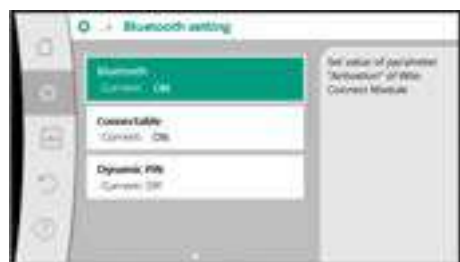 Bluetooth setting
Bluetooth
Current: ON
Connectable
Current: ON
Dynamic PIN
Current: Off
Set value of parameter
"Activation" of Wilo-
Connect Module